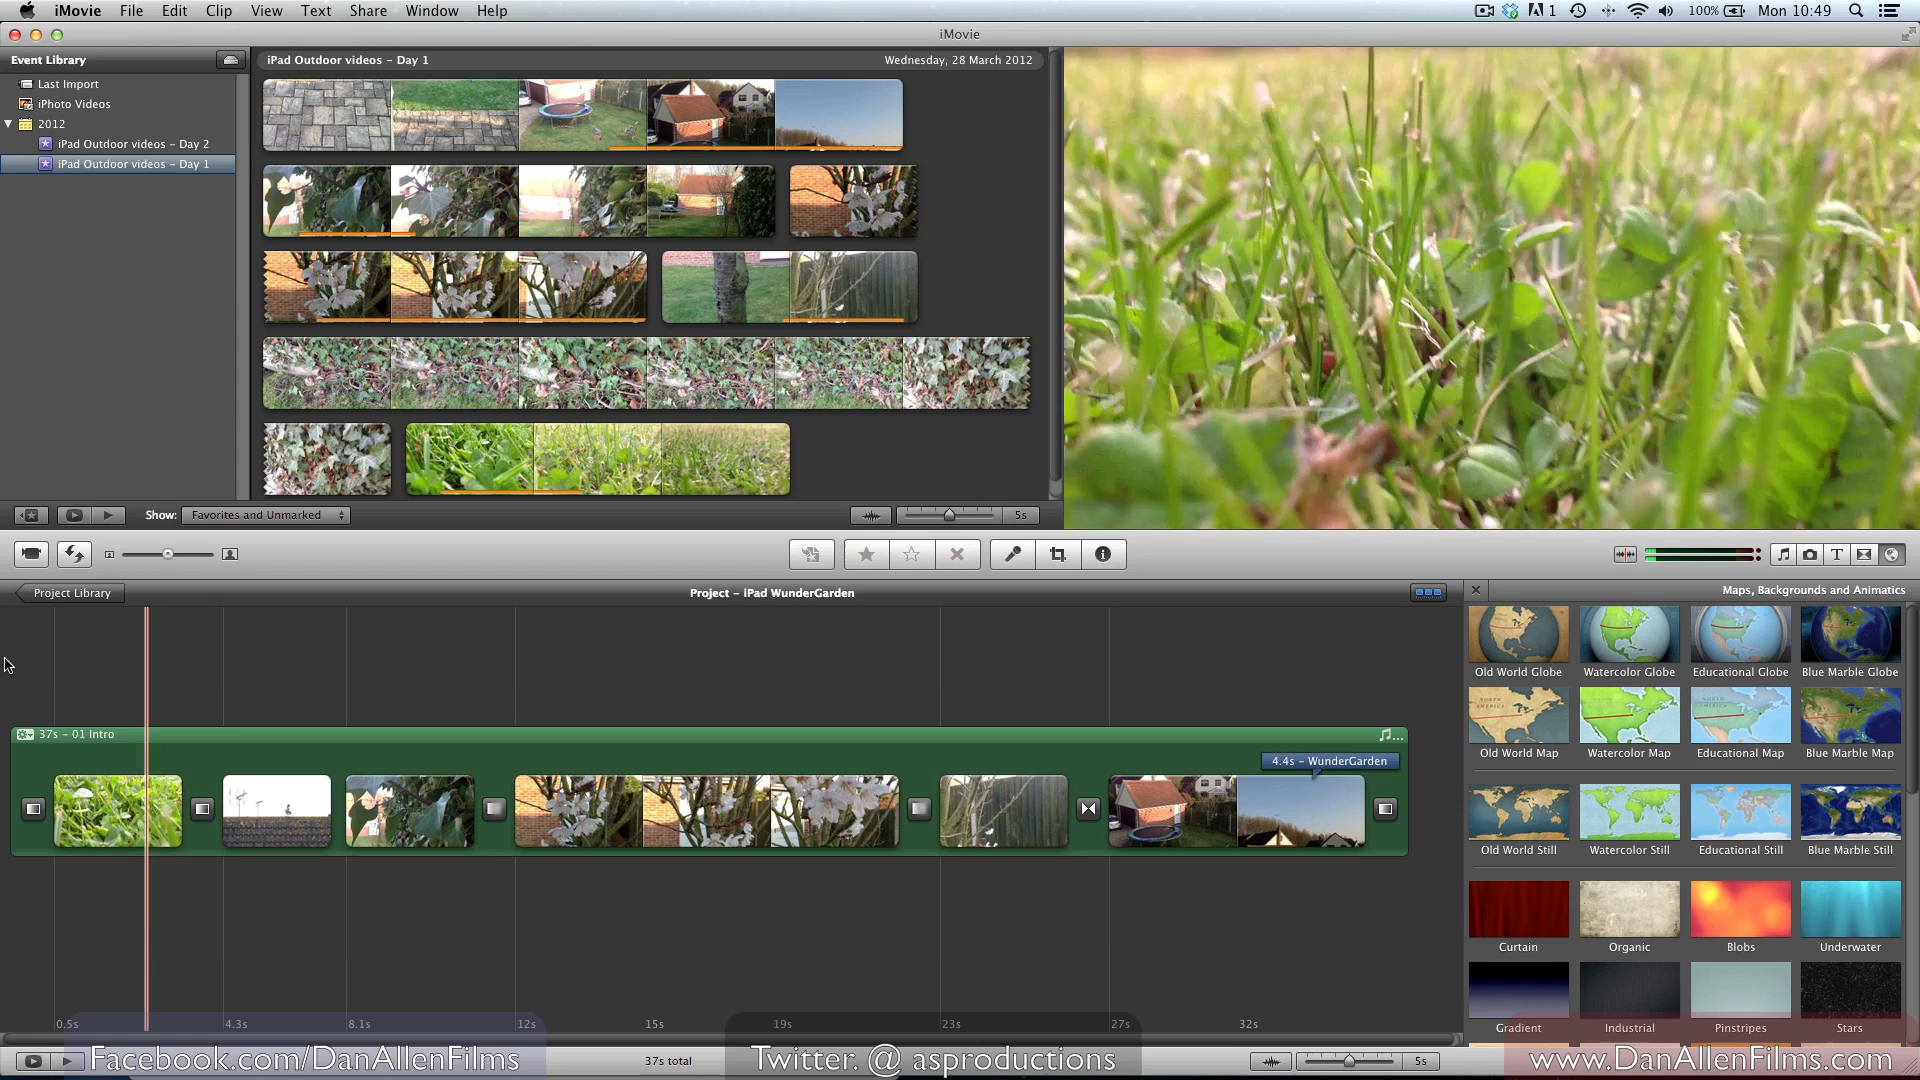 iMovie File Edit Clip View Text Share Window Help
1 100% Mon 10:49
iMovie
Event Library
Last Import
iPhoto Videos
2012
iPad Outdoor videos - Day 2
iPad Outdoor videos - Day 1
iPad Outdoor videos - Day 1 Wednesday, 28 March 2012
Show: Favorites and Unmarked 5s
Project Library
Project - iPad WunderGarden
37s - 01 Intro
4.4s - WunderGarden
0.5s 4.3s 8.1s 12s 15s 19s 23s 27s 32s
37s total
5s
Maps, Backgrounds and Animatics
Old World Globe Watercolor Globe Educational Globe Blue Marble Globe
Old World Map Watercolor Map Educational Map Blue Marble Map
Old World Still Watercolor Still Educational Still Blue Marble Still
Curtain Organic Blobs Underwater
Gradient Industrial Pinstripes Stars
Facebook.com/DanAllenFilms
Twitter. @ asproductions
www.DanAllenFilms.com